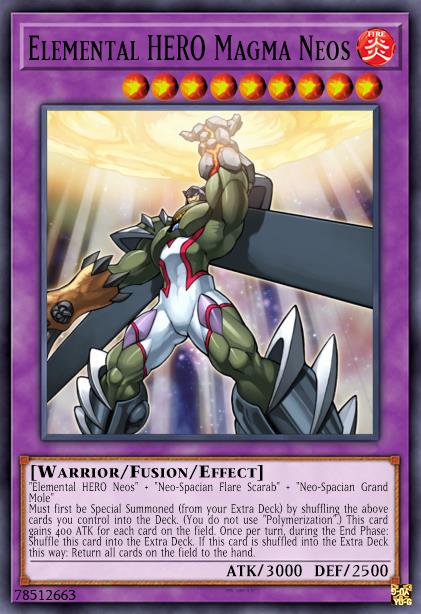 Elemental HERO Magma Neos
FIRE
炎
[Warrior/Fusion/Effect]
"Elemental HERO Neos" + "Neo-Spacian Flare Scarab" + "Neo-Spacian Grand
Mole"
Must first be Special Summoned (from your Extra Deck) by shuffling the above
cards you control into the Deck. (You do not use "Polymerization".) This card
gains 400 ATK for each card on the field. Once per turn, during the End Phase:
Shuffle this card into the Extra Deck. If this card is shuffled into the Extra Deck
this way: Return all cards on the field to the hand.
ATK/3000 DEF/2500
78512663